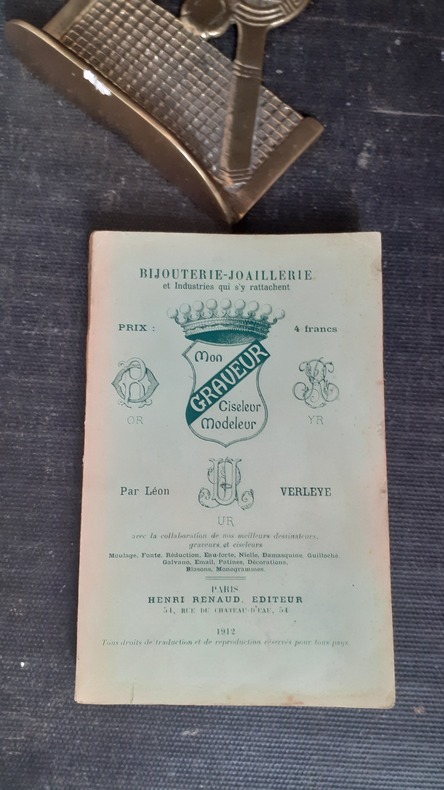 BIJOUTERIE-JOAILLERIE
et Industries qui s'y rattachent
PRIX : 4 francs
Mon
GRAVEUR
Ciseleur
Modeleur
OR
YR
Par Léon VERLEYE
UR
avec la collaboration de nos meilleurs dessinateurs,
graveurs et ciseleurs
Moulage, Fonte, Réduction, Eau-forte, Nielle, Damasquine, Guilloché
Galvano, Email, Patines, Décorations,
Blasons, Monogrammes
PARIS
HENRI RENAUD, EDITEUR
54, RUE DU CHATEAU-D'EAU, 54
1912
Tous droits de traduction et de reproduction réservés pour tous pays.